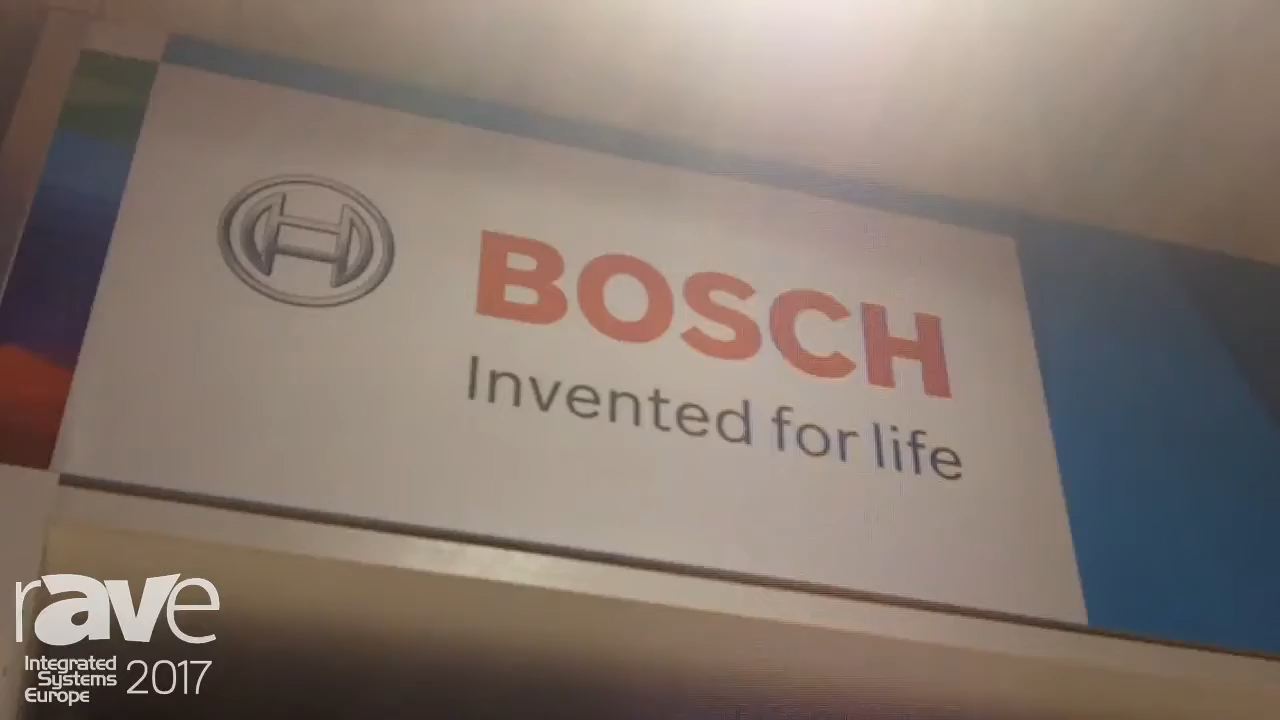 BOSCH
Invented for life
rAVe
Integrated
Systems
Europe
2017